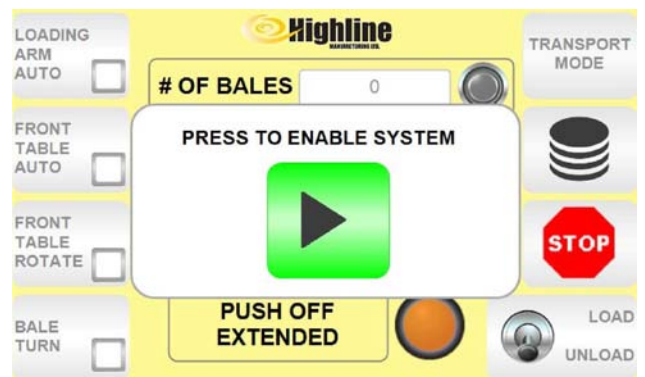 LOADING
ARM
AUTO
Highline
MANUFACTURING LTD.
TRANSPORT
MODE
# OF BALES
0
FRONT
TABLE
AUTO
PRESS TO ENABLE SYSTEM
FRONT
TABLE
ROTATE
STOP
BALE
TURN
PUSH OFF
EXTENDED
LOAD
UNLOAD